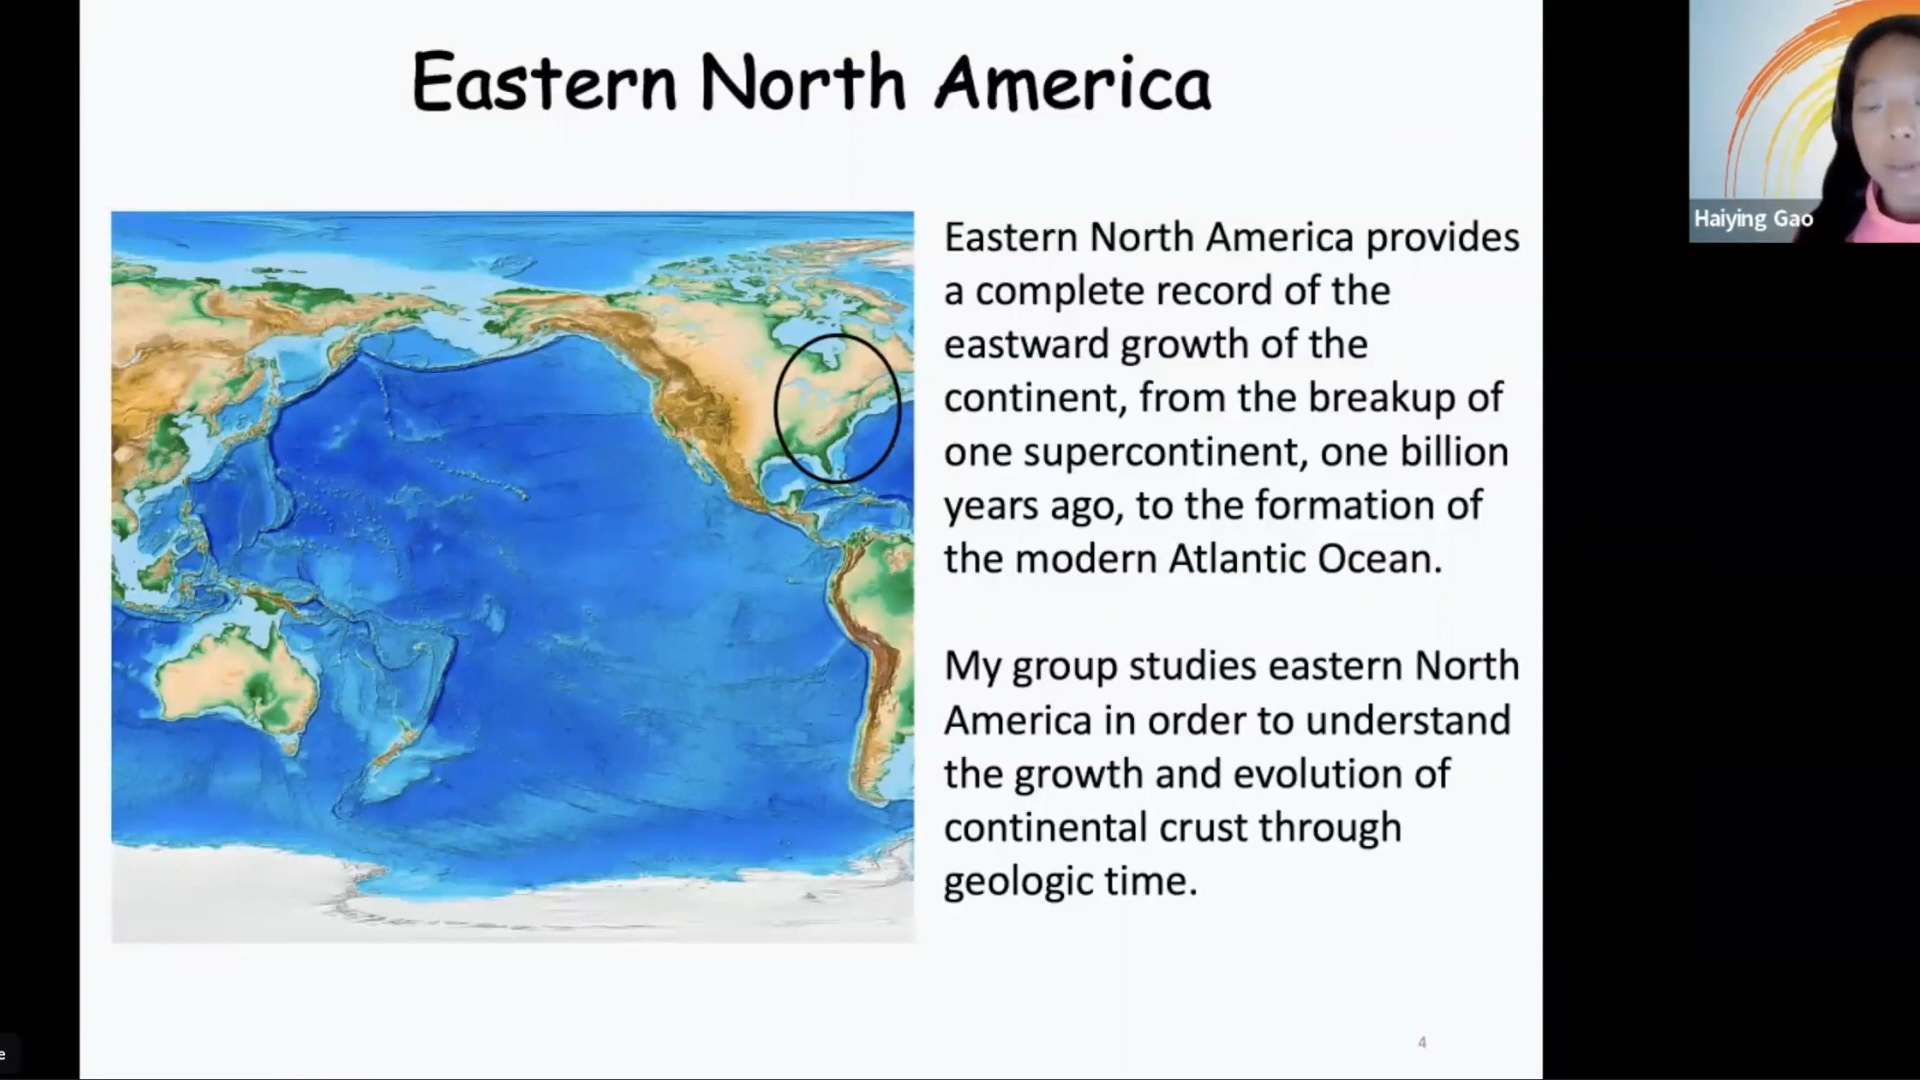 Eastern North America
Haiying Gao
Eastern North America provides
a complete record of the
eastward growth of the
continent, from the breakup of
one supercontinent, one billion
years ago, to the formation of
the modern Atlantic Ocean.
My group studies eastern North
America in order to understand
the growth and evolution of
continental crust through
geologic time.
4
e